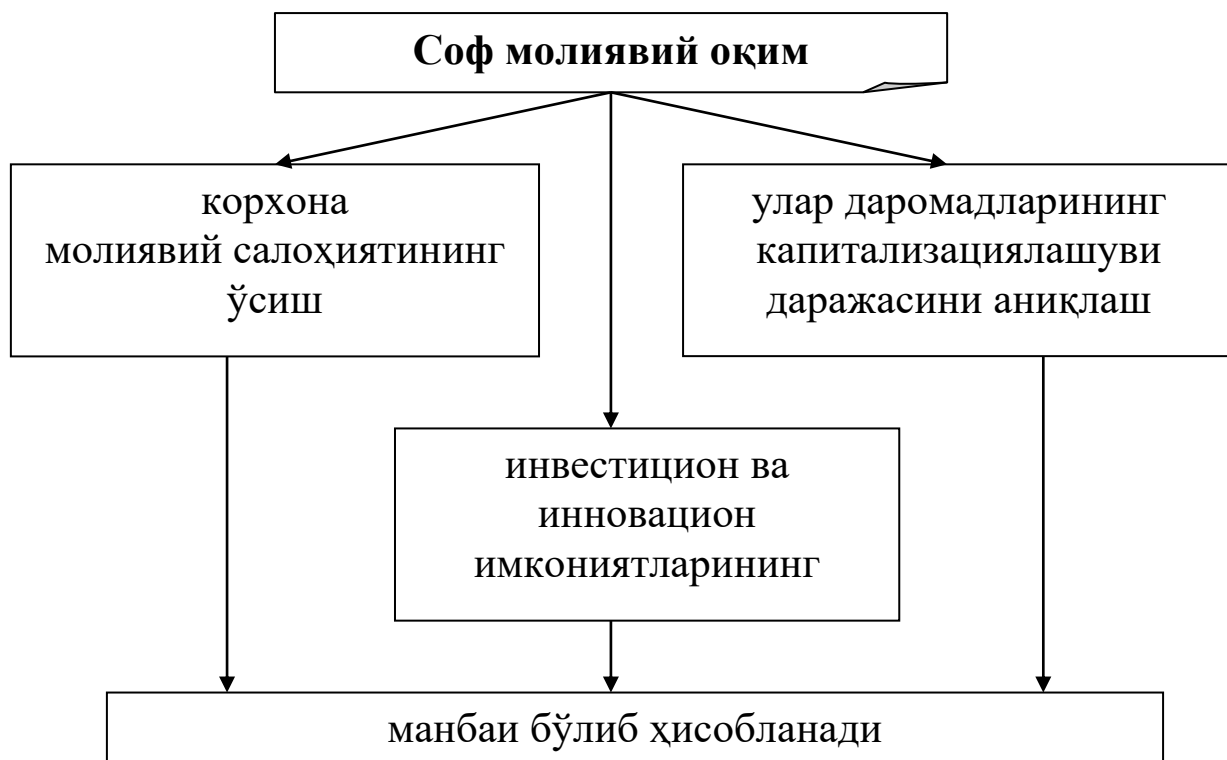 Соф молиявий оқим
корхона
молиявий салоҳиятининг
ўсиш
улар даромадларининг
капитализациялашуви
даражасини аниқлаш
инвестицион ва
инновацион
имкониятларининг
манбаи бўлиб ҳисобланади